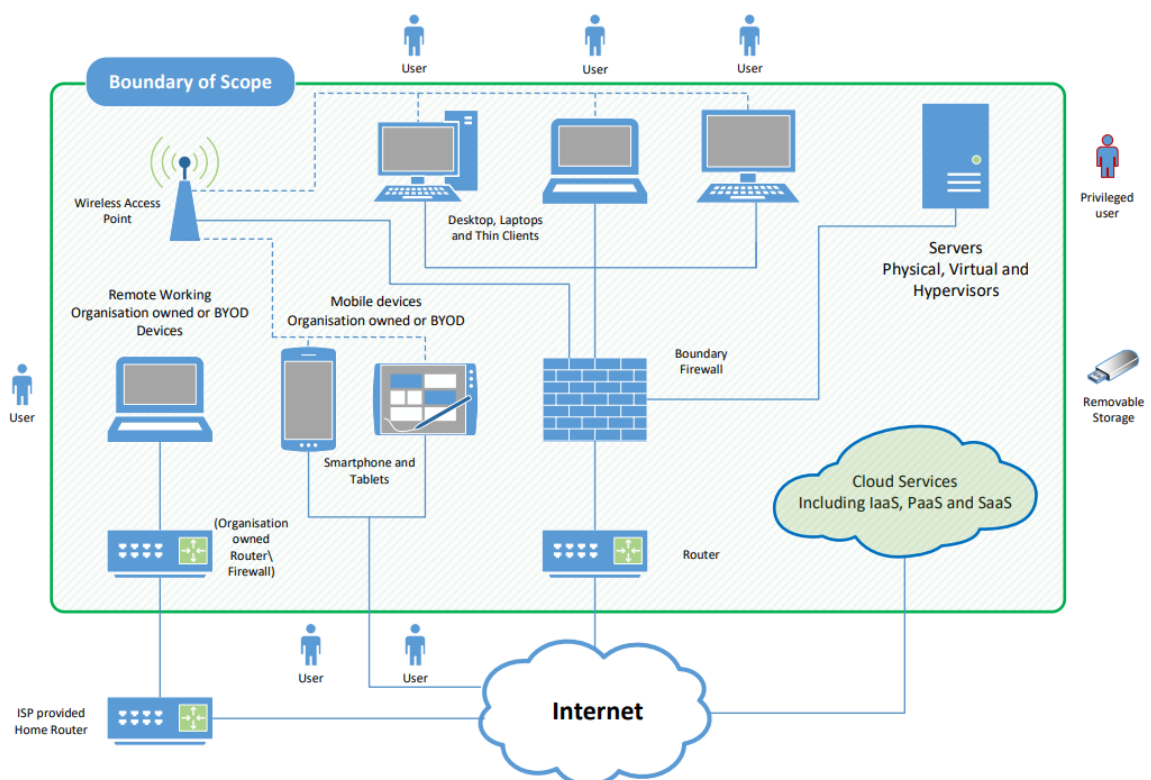 User
User
User
Boundary of Scope
Wireless Access
Point
Desktop, Laptops
and Thin Clients
Privileged
user
Servers
Physical, Virtual and
Hypervisors
Remote Working
Organisation owned or BYOD
Devices
Mobile devices
Organisation owned or BYOD
Boundary
Firewall
User
Removable
Storage
Smartphone and
Tablets
Cloud Services
Including IaaS, PaaS and SaaS
(Organisation
owned
Router\
Firewall)
Router
User
User
ISP provided
Home Router
Internet